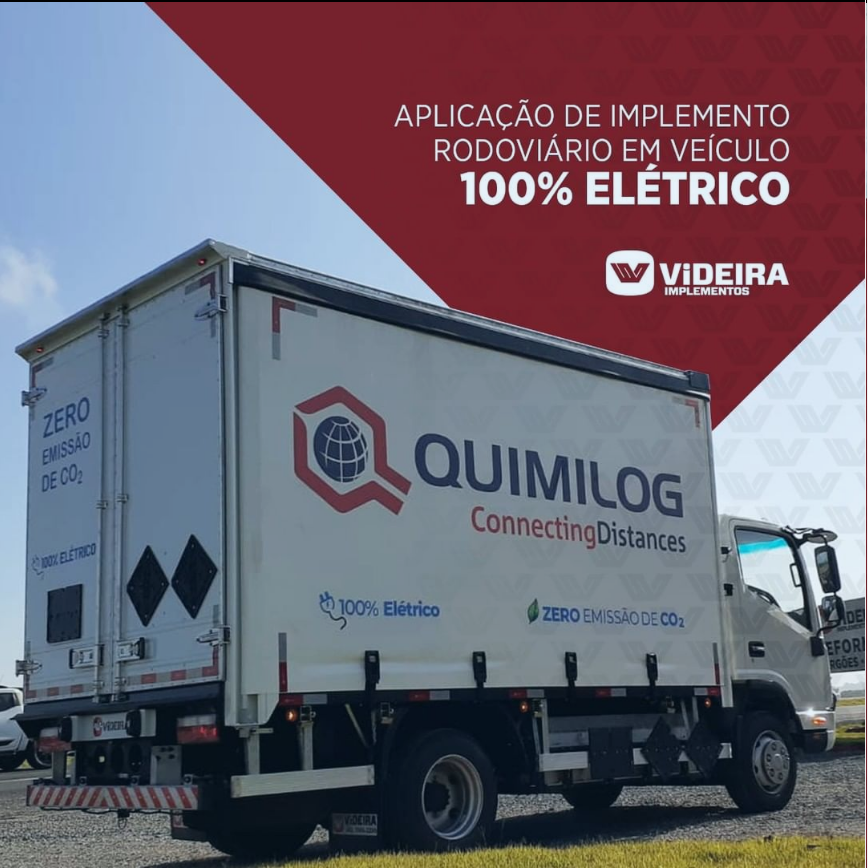 APLICAÇÃO DE IMPLEMENTO
RODOVIÁRIO EM VEÍCULO
100% ELÉTRICO
ViDEIRA
IMPLEMENTOS
ZERO
EMISSÃO
DE CO₂
100% ELÉTRICO
QUIMILOG
ConnectingDistances
100% Elétrico
ZERO EMISSÃO DE CO₂
ViDEIRA
ViDEIRA